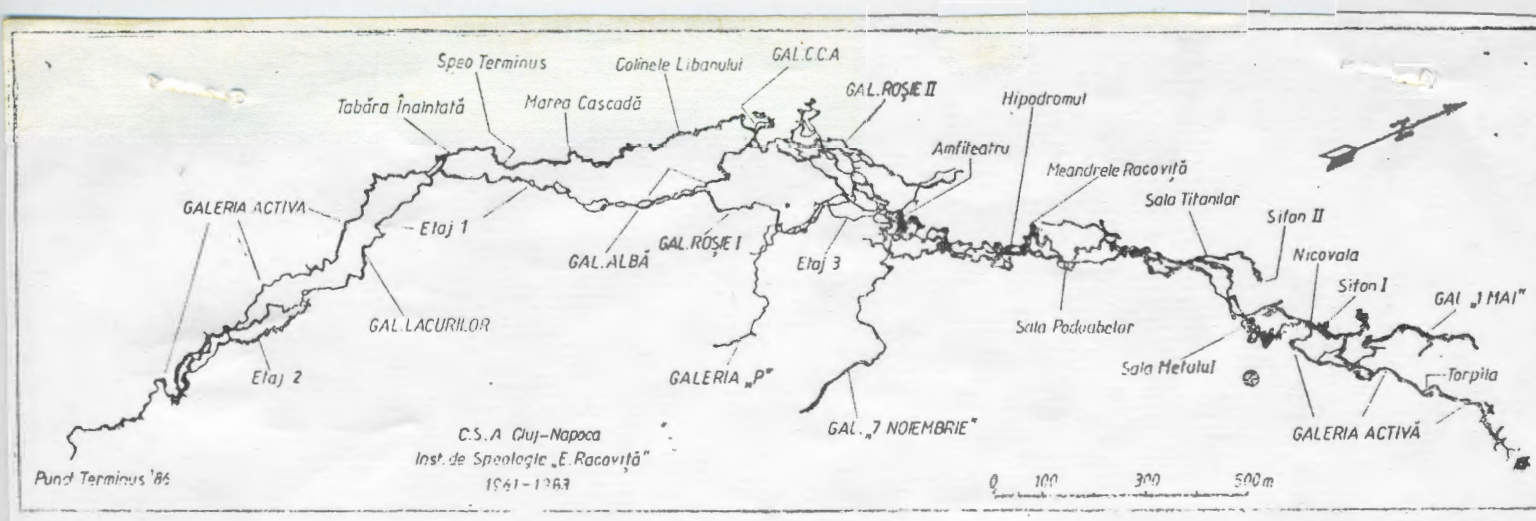 Speo Terminus
Colinele Libanului
GAL.C.C.A
Tabăra Înaintată
Marea Cascadă
GAL.ROȘIE II
Hipodromul
Amfiteatru
Meandrele Racoviță
Sala Titanilor
N
GALERIA ACTIVA
Etaj 1
GAL.ALBĂ
GAL.ROȘIE I
Etaj 3
Sifon II
Nicovala
Sifon I
GAL. „1 MAI"
GAL.LACURILOR
Sala Poduabelor
Etaj 2
GALERIA „P"
Sala Metului
Torpila
GAL. „7 NOIEMBRIE"
GALERIA ACTIVĂ
C.S.A Cluj-Napoca
Inst. de Speologie „E. Racoviță"
Punct Terminus '86
0 100 300 500m